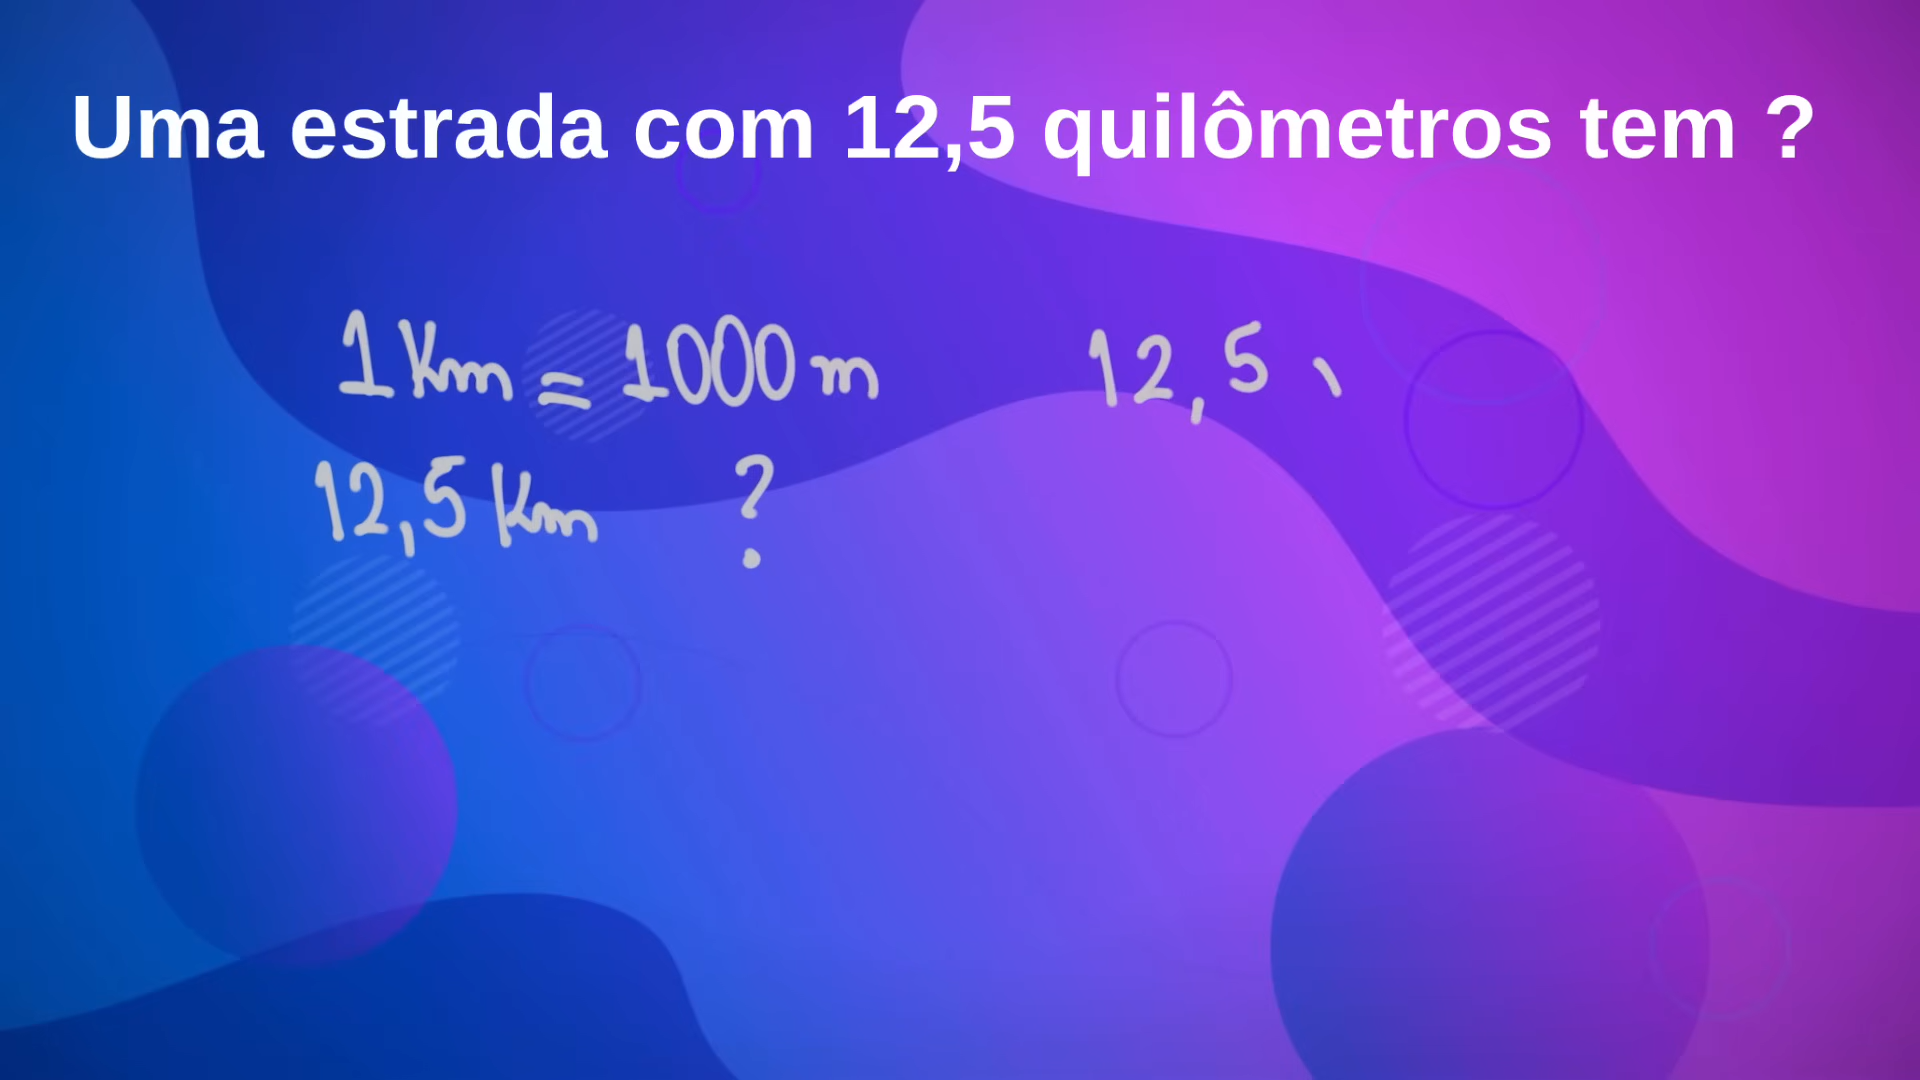 Uma estrada com 12,5 quilômetros tem ?
1 Km = 1000 m
12,5
12,5 Km ?